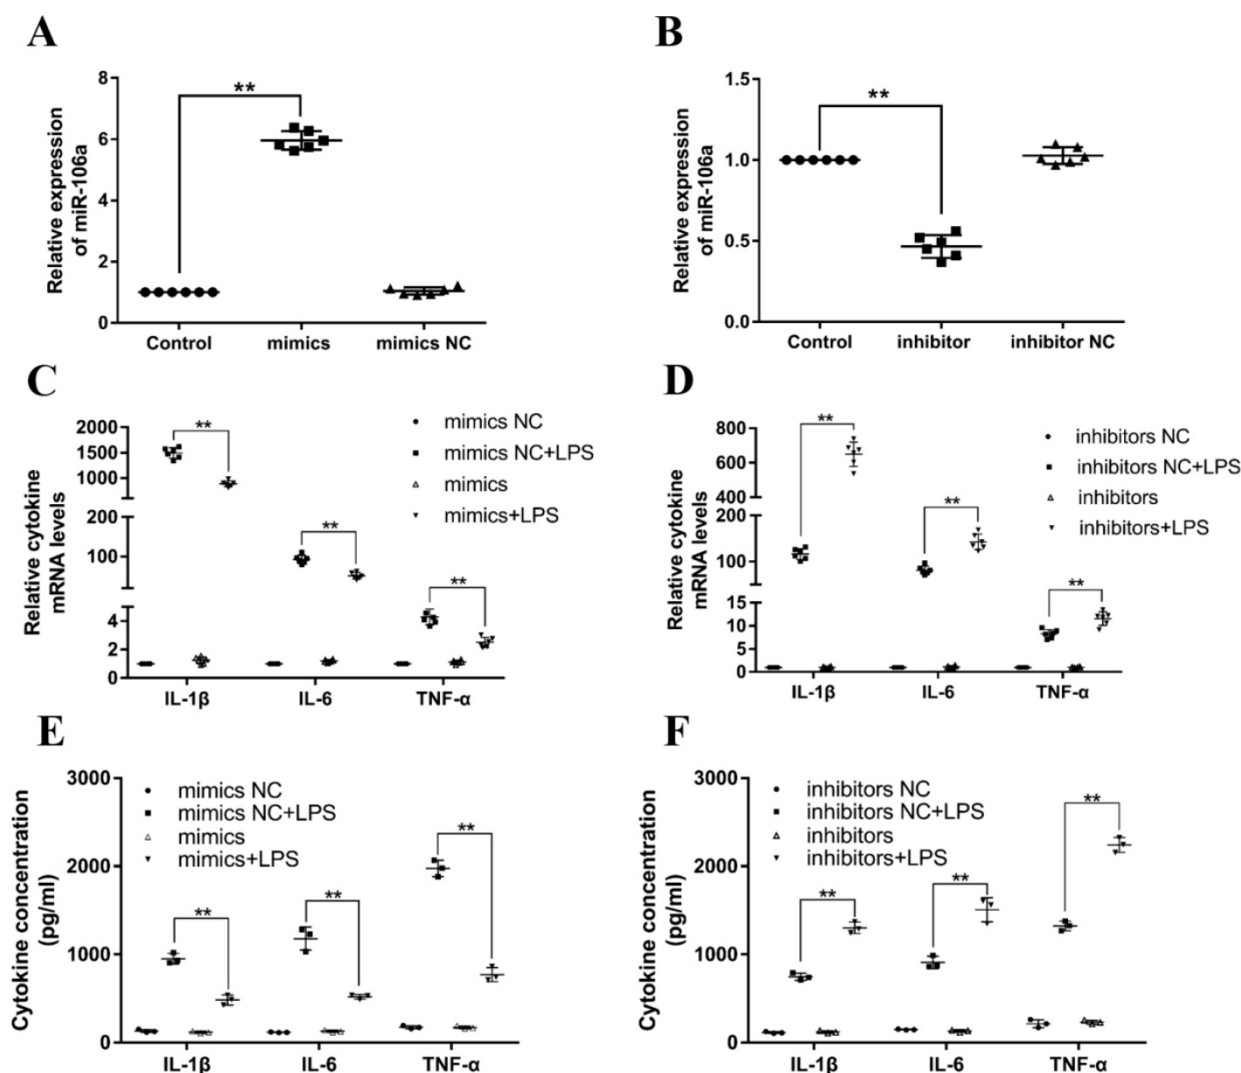 A
Relative expression
of miR-106a
8
6
4
2
0
**
Control
mimics
mimics NC
B
Relative expression
of miR-106a
1.5
1.0
0.5
0.0
**
Control
inhibitor
inhibitor NC
C
Relative cytokine
mRNA levels
2000
1500
1000
200
100
4
2
0
**
**
**
mimics NC
mimics NC+LPS
mimics
mimics+LPS
IL-1β
IL-6
TNF-α
D
Relative cytokine
mRNA levels
800
600
400
200
100
15
10
5
0
**
**
**
inhibitors NC
inhibitors NC+LPS
inhibitors
inhibitors+LPS
IL-1β
IL-6
TNF-α
E
Cytokine concentration
(pg/ml)
3000
2000
1000
0
mimics NC
mimics NC+LPS
mimics
mimics+LPS
**
**
**
IL-1β
IL-6
TNF-α
F
Cytokine concentration
(pg/ml)
3000
2000
1000
0
inhibitors NC
inhibitors NC+LPS
inhibitors
inhibitors+LPS
**
**
**
IL-1β
IL-6
TNF-α